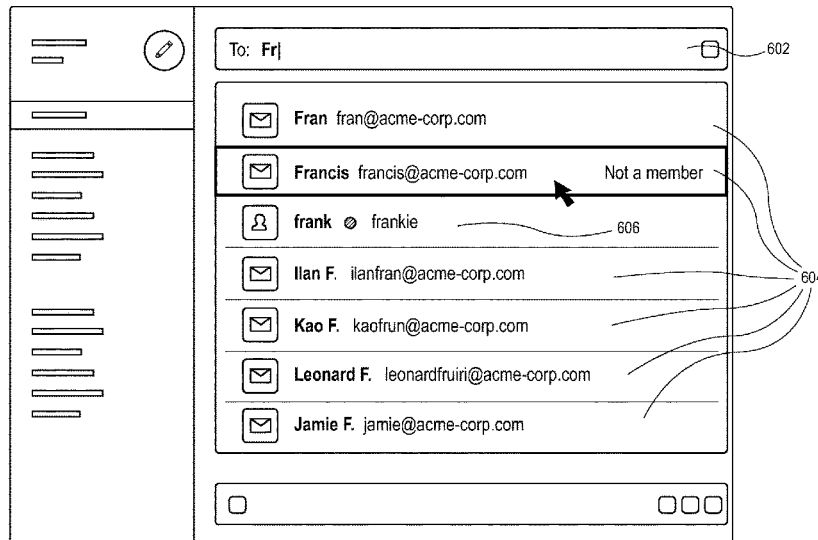 To: Fr
602
Fran fran@acme-corp.com
Francis francis@acme-corp.com Not a member
frank frankie
606
Ilan F. ilanfran@acme-corp.com
604
Kao F. kaofrun@acme-corp.com
Leonard F. leonardfruiri@acme-corp.com
Jamie F. jamie@acme-corp.com